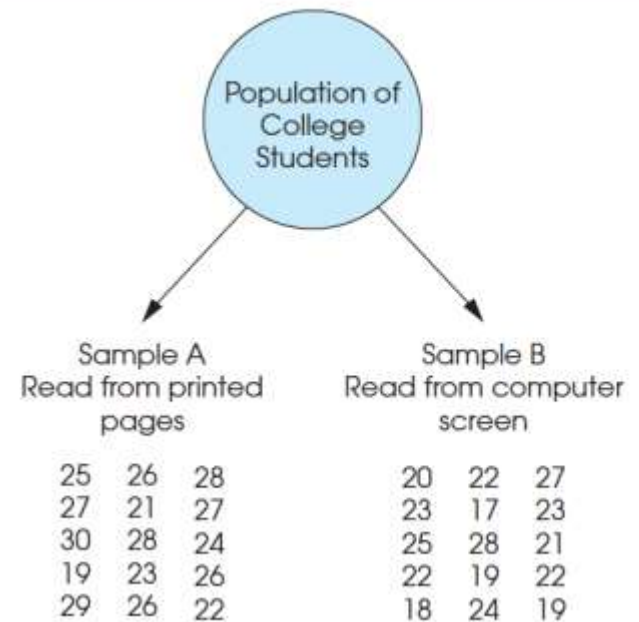 Population of
College
Students
Sample A
Read from printed
pages
25 26 28
27 21 27
30 28 24
19 23 26
29 26 22
Sample B
Read from computer
screen
20 22 27
23 17 23
25 28 21
22 19 22
18 24 19